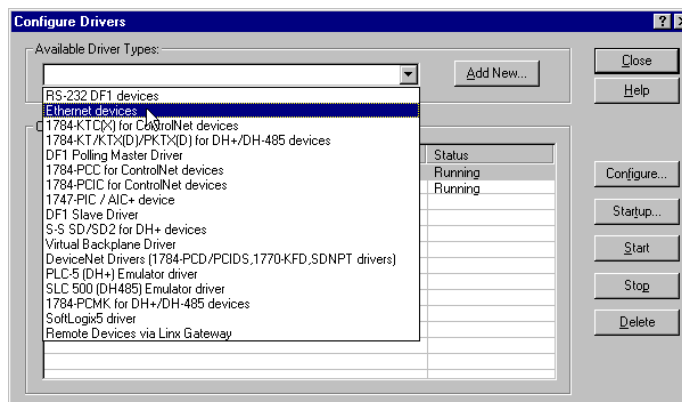 Configure Drivers
Available Driver Types:
Add New...
Close
Help
RS-232 DF1 devices
Ethernet devices
1784-KTC(X) for ControlNet devices
1784-KT/KTX(D)/PKTX(D) for DH+/DH-485 devices
DF1 Polling Master Driver
1784-PCC for ControlNet devices
1784-PCIC for ControlNet devices
1747-PIC / AIC+ device
DF1 Slave Driver
S-S SD/SD2 for DH+ devices
Virtual Backplane Driver
DeviceNet Drivers (1784-PCD/PCIDS,1770-KFD,SDNPT drivers)
PLC-5 (DH+) Emulator driver
SLC 500 (DH485) Emulator driver
1784-PCMK for DH+/DH-485 devices
SoftLogix5 driver
Remote Devices via Linx Gateway
Status
Running
Running
Configure...
Startup...
Start
Stop
Delete